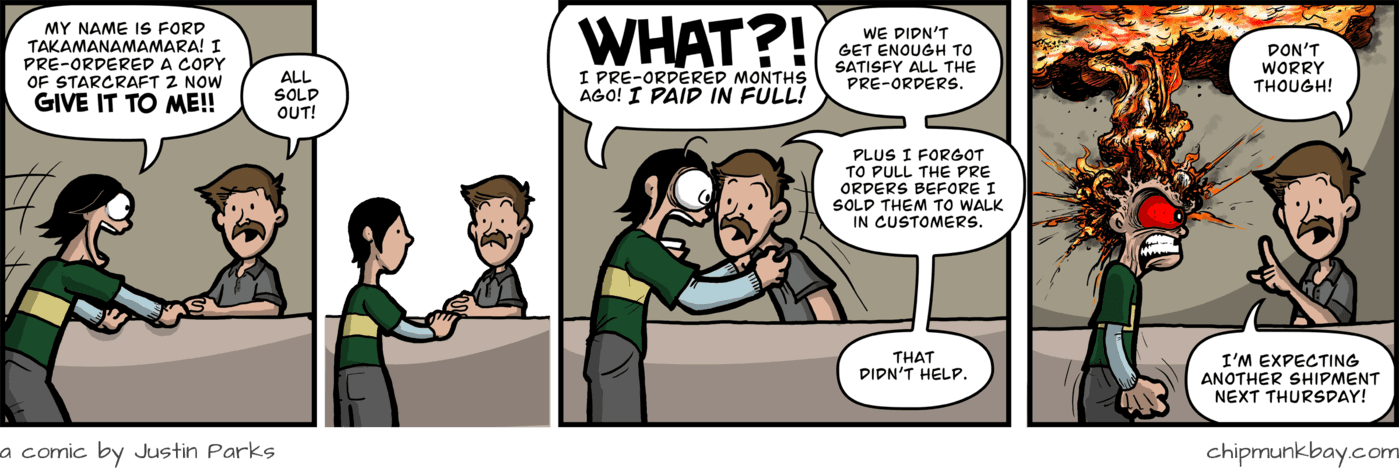 MY NAME IS FORD
TAKAMANAMAMARA! I
PRE-ORDERED A COPY
OF STARCRAFT 2 NOW
GIVE IT TO ME!!
ALL
SOLD
OUT!
WHAT?!
I PRE-ORDERED MONTHS
AGO! I PAID IN FULL!
WE DIDN'T
GET ENOUGH TO
SATISFY ALL THE
PRE-ORDERS.
PLUS I FORGOT
TO PULL THE PRE
ORDERS BEFORE I
SOLD THEM TO WALK
IN CUSTOMERS.
THAT
DIDN'T HELP.
DON'T
WORRY
THOUGH!
I'M EXPECTING
ANOTHER SHIPMENT
NEXT THURSDAY!
a comic by Justin Parks
chipmunkbay.com